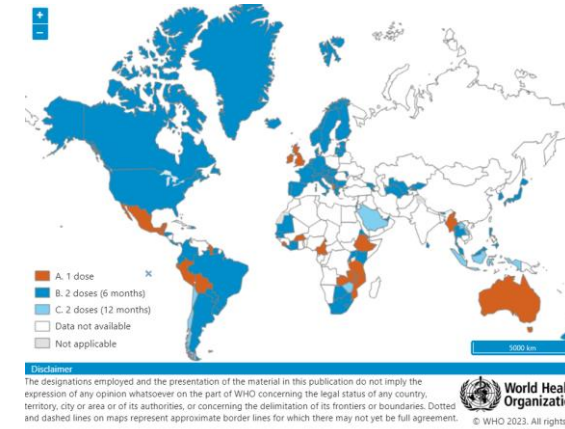 +
−
A. 1 dose
B. 2 doses (6 months)
C. 2 doses (12 months)
Data not available
Not applicable
5000 km
Disclaimer
The designations employed and the presentation of the material in this publication do not imply the
expression of any opinion whatsoever on the part of WHO concerning the legal status of any country,
territory, city or area or of its authorities, or concerning the delimitation of its frontiers or boundaries. Dotted
and dashed lines on maps represent approximate border lines for which there may not yet be full agreement.
World Heal
Organizatio
© WHO 2023. All rights